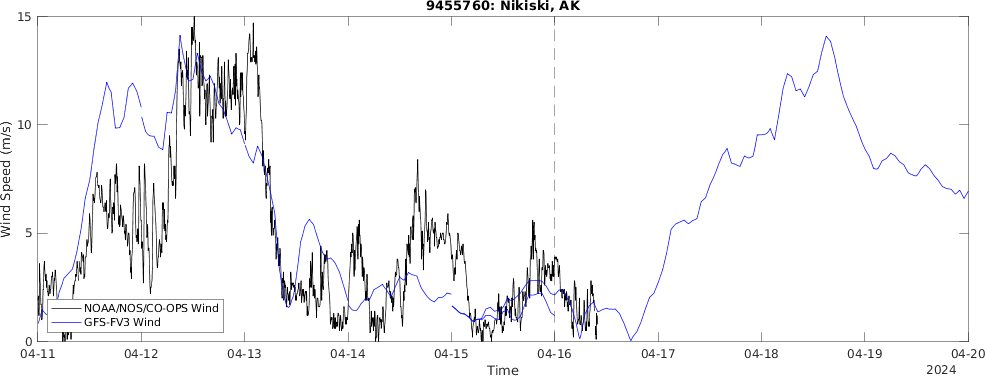 9455760: Nikiski, AK
15
10
5
0
Wind Speed (m/s)
NOAA/NOS/CO-OPS Wind
GFS-FV3 Wind
04-11 04-12 04-13 04-14 04-15 04-16 04-17 04-18 04-19 04-20
Time
2024